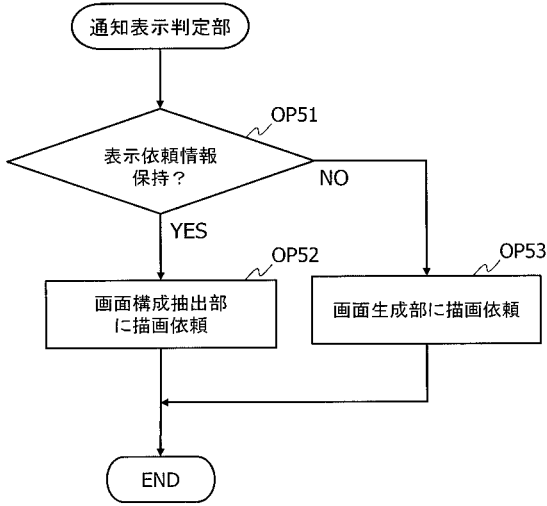 通知表示判定部
OP51
表示依頼情報
保持？
NO
YES
OP52
OP53
画面構成抽出部
に描画依頼
画面生成部に描画依頼
END